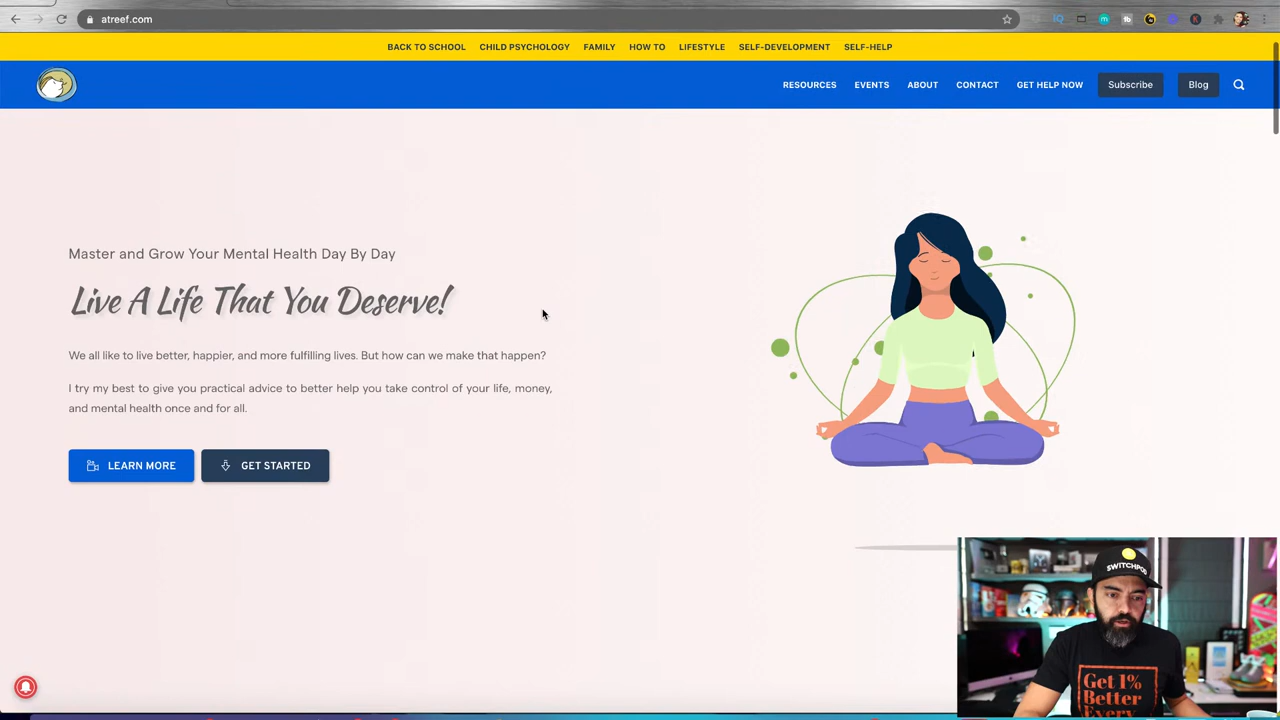 atreef.com
BACK TO SCHOOL CHILD PSYCHOLOGY FAMILY HOW TO LIFESTYLE SELF-DEVELOPMENT SELF-HELP
RESOURCES EVENTS ABOUT CONTACT GET HELP NOW Subscribe Blog
Master and Grow Your Mental Health Day By Day
Live A Life That You Deserve!
We all like to live better, happier, and more fulfilling lives. But how can we make that happen?
I try my best to give you practical advice to better help you take control of your life, money,
and mental health once and for all.
LEARN MORE GET STARTED
SWITCHPOD
Get 1%
Better
Every